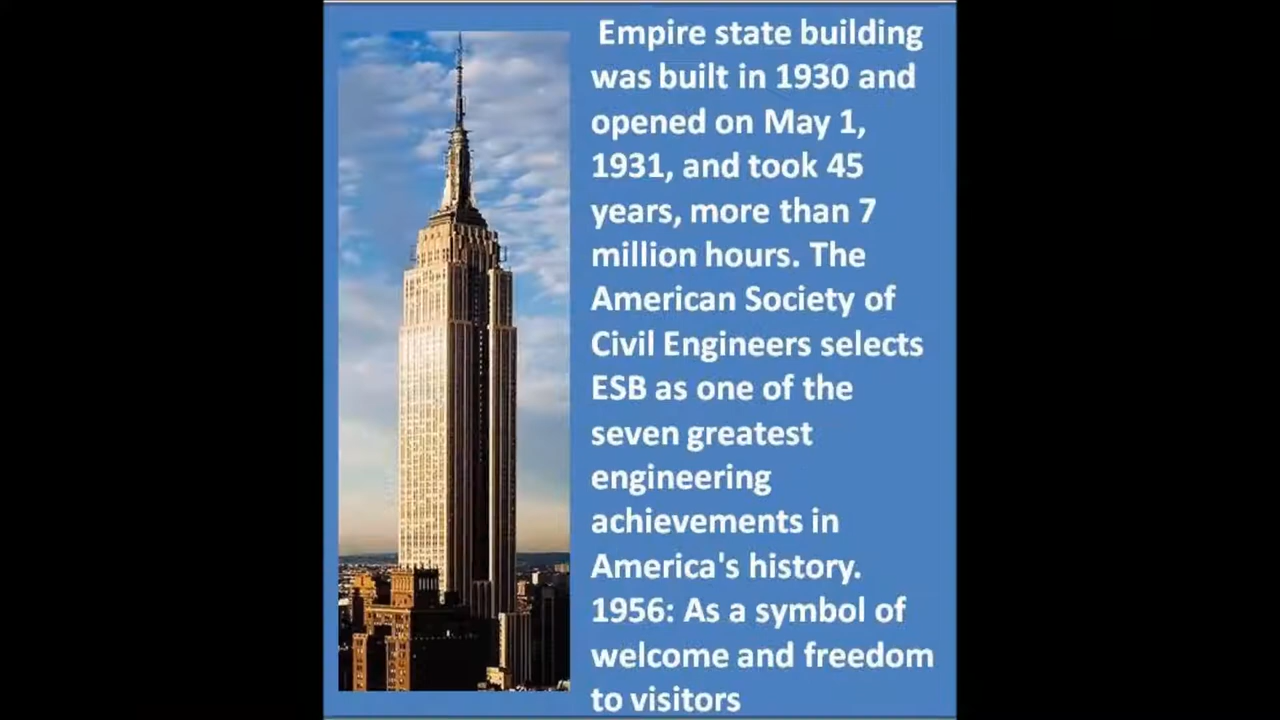 Empire state building
was built in 1930 and
opened on May 1,
1931, and took 45
years, more than 7
million hours. The
American Society of
Civil Engineers selects
ESB as one of the
seven greatest
engineering
achievements in
America's history.
1956: As a symbol of
welcome and freedom
to visitors